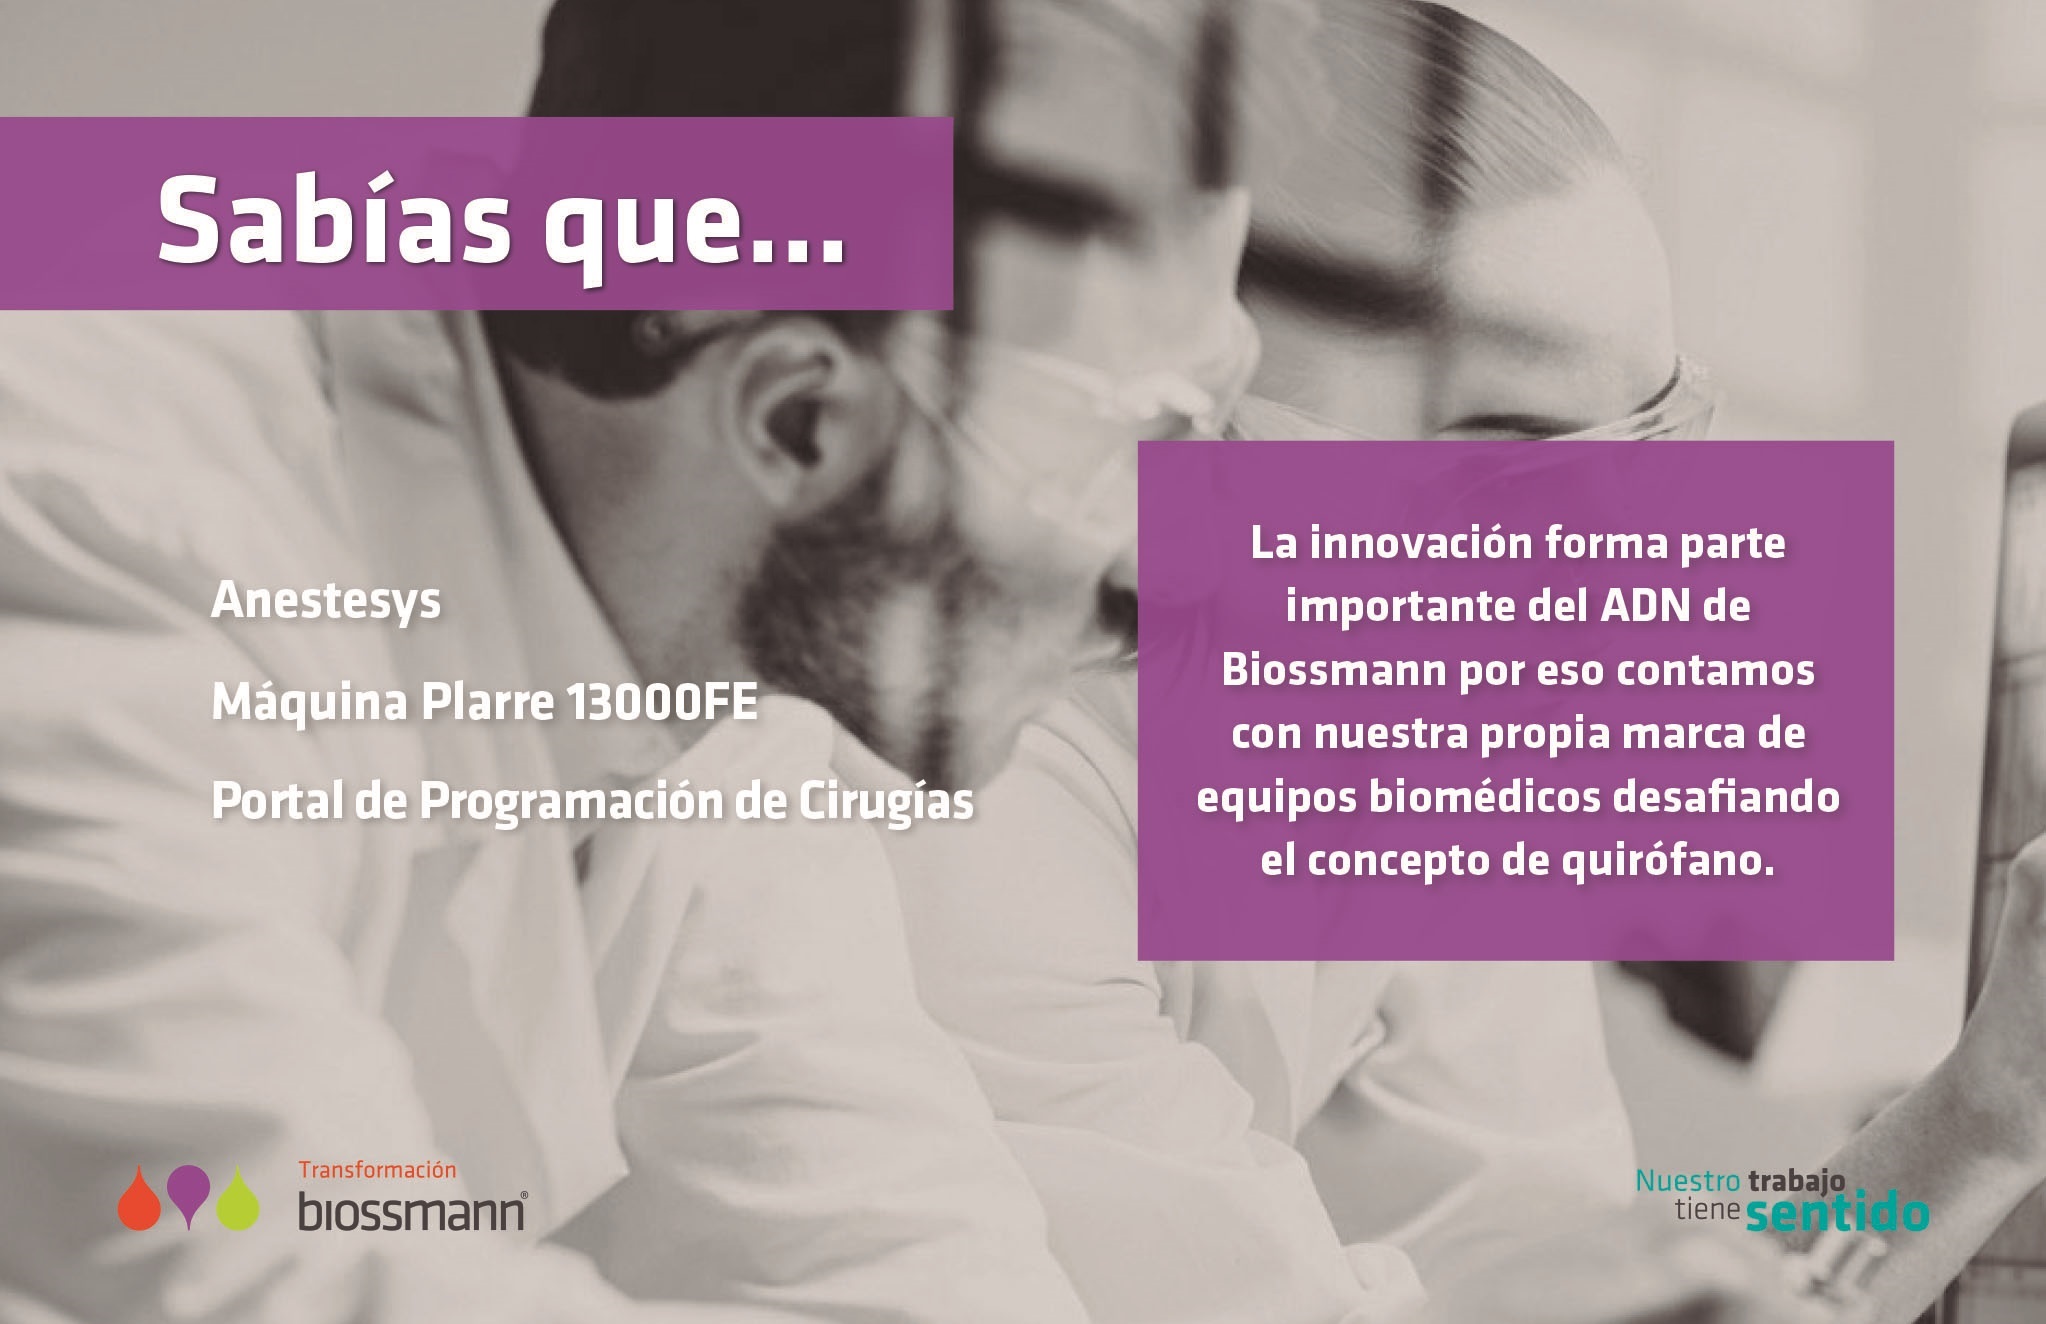 Sabías que...
Anestesys
Máquina Plarre 13000FE
Portal de Programación de Cirugías
La innovación forma parte
importante del ADN de
Biossmann por eso contamos
con nuestra propia marca de
equipos biomédicos desafiando
el concepto de quirófano.
Transformación
biossmann®
Nuestro trabajo
tiene sentido